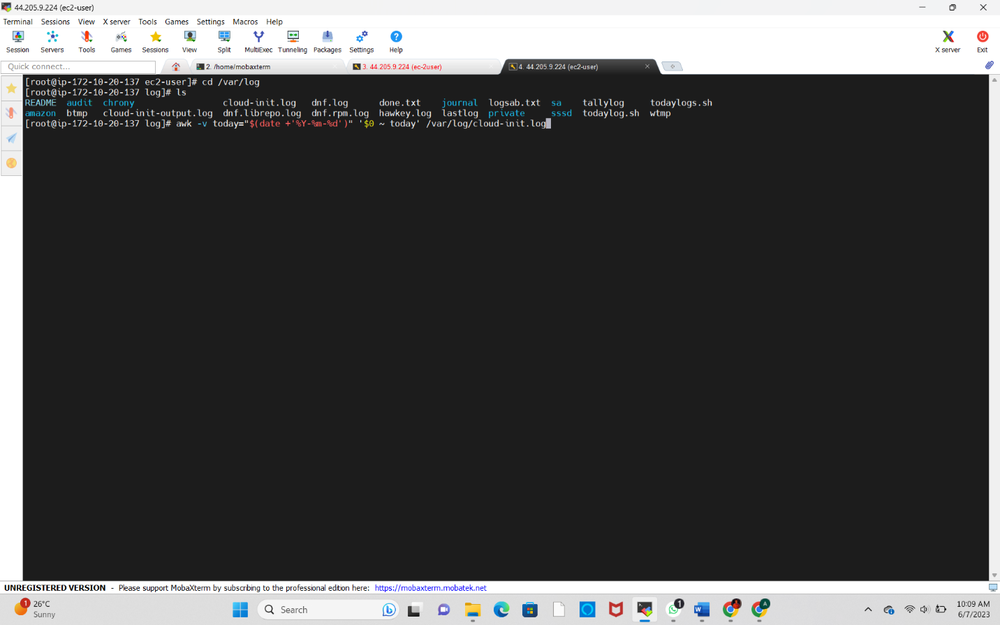 44.205.9.224 (ec2-user)
Terminal Sessions View X server Tools Games Settings Macros Help
Session Servers Tools Games Sessions View Split MultiExec Tunneling Packages Settings Help X server Exit
Quick connect... 2. /home/mobaxterm 3. 44.205.9.224 (ec-2user) 4. 44.205.9.224 (ec2-user)
[root@ip-172-10-20-137 ec2-user]# cd /var/log
[root@ip-172-10-20-137 log]# ls
README audit chrony cloud-init.log dnf.log done.txt journal logsab.txt sa tallylog todaylogs.sh
amazon btmp cloud-init-output.log dnf.librepo.log dnf.rpm.log hawkey.log lastlog private sssd todaylog.sh wtmp
[root@ip-172-10-20-137 log]# awk -v today="$(date +'%Y-%m-%d')" '$0 ~ today' /var/log/cloud-init.log
UNREGISTERED VERSION - Please support MobaXterm by subscribing to the professional edition here: https://mobaxterm.mobatek.net
1 26°C
Sunny
Search
1
W
A
10:09 AM
6/7/2023